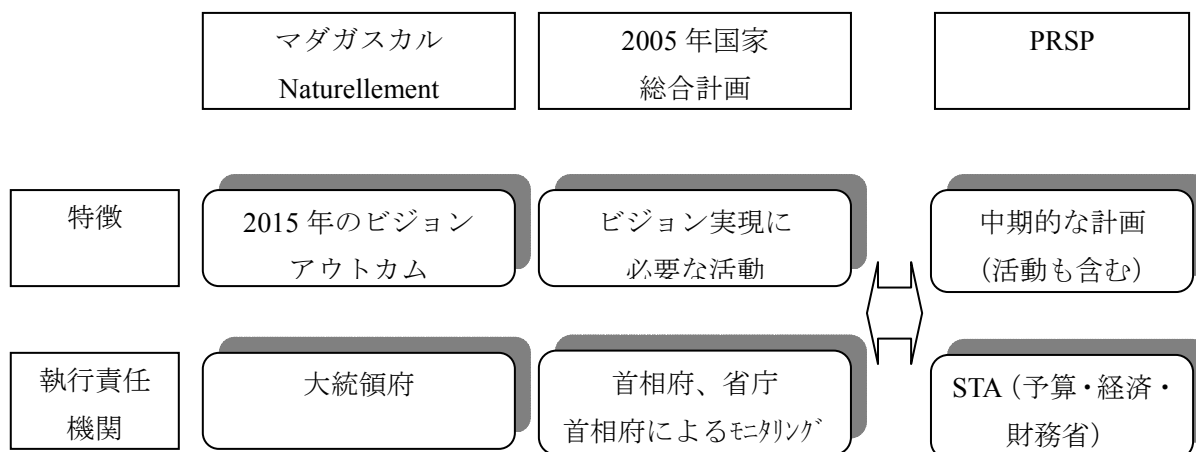 マダガスカル
Naturellement
2005 年国家
総合計画
PRSP
特徴
2015 年のビジョン
アウトカム
ビジョン実現に
必要な活動
中期的な計画
（活動も含む）
執行責任
機関
大統領府
首相府、省庁
首相府によるﾓﾆﾀﾘﾝｸﾞ
STA（予算・経済・
財務省）